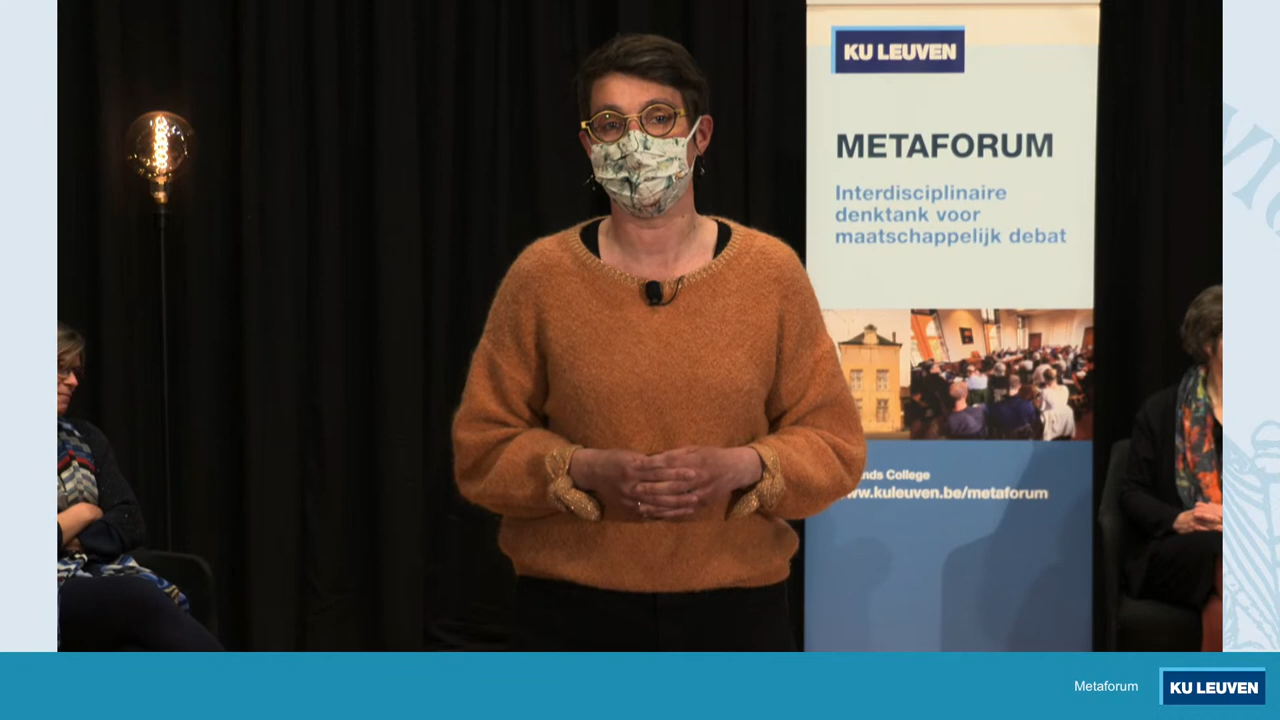 KU LEUVEN
METAFORUM
Interdisciplinaire
denktank voor
maatschappelijk debat
College
www.kuleuven.be/metaforum
Metaforum
KU LEUVEN